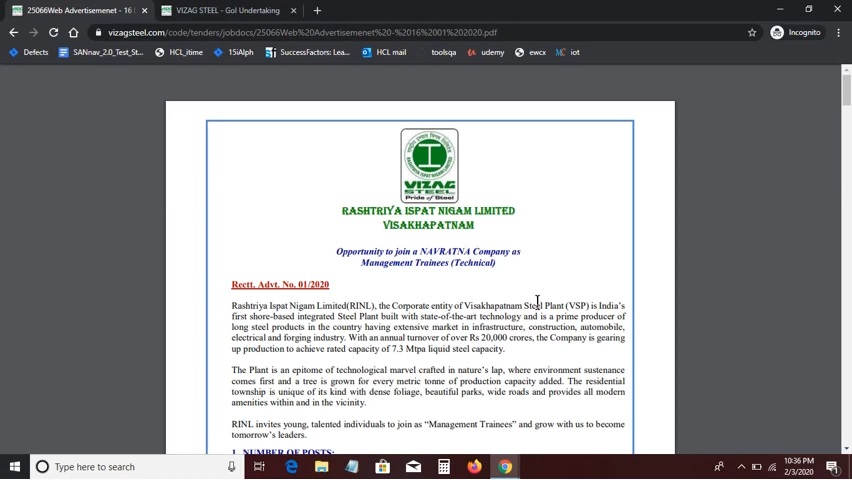 25066Web Advertisemenet - 16
VIZAG STEEL - GoI Undertaking
vizagsteel.com/code/tenders/jobdocs/25066Web%20Advertisemenet%20-%2016%2001%202020.pdf
Incognito
Defects
SANnav_2.0_Test_St...
HCL_itime
15iAlph
SuccessFactors: Lea...
HCL mail
toolsqa
udemy
ewcx
iot
VIZAG
STEEL
Pride of Steel
RASHTRIYA ISPAT NIGAM LIMITED
VISAKHAPATNAM
Opportunity to join a NAVRATNA Company as
Management Trainees (Technical)
Rectt. Advt. No. 01/2020
Rashtriya Ispat Nigam Limited(RINL), the Corporate entity of Visakhapatnam Steel Plant (VSP) is India's
first shore-based integrated Steel Plant built with state-of-the-art technology and is a prime producer of
long steel products in the country having extensive market in infrastructure, construction, automobile,
electrical and forging industry. With an annual turnover of over Rs 20,000 crores, the Company is gearing
up production to achieve rated capacity of 7.3 Mtpa liquid steel capacity.
The Plant is an epitome of technological marvel crafted in nature's lap, where environment sustenance
comes first and a tree is grown for every metric tonne of production capacity added. The residential
township is unique of its kind with dense foliage, beautiful parks, wide roads and provides all modern
amenities within and in the vicinity.
RINL invites young, talented individuals to join as “Management Trainees” and grow with us to become
tomorrow's leaders.
1. NUMBER OF POSTS:
Type here to search
10:36 PM
2/3/2020